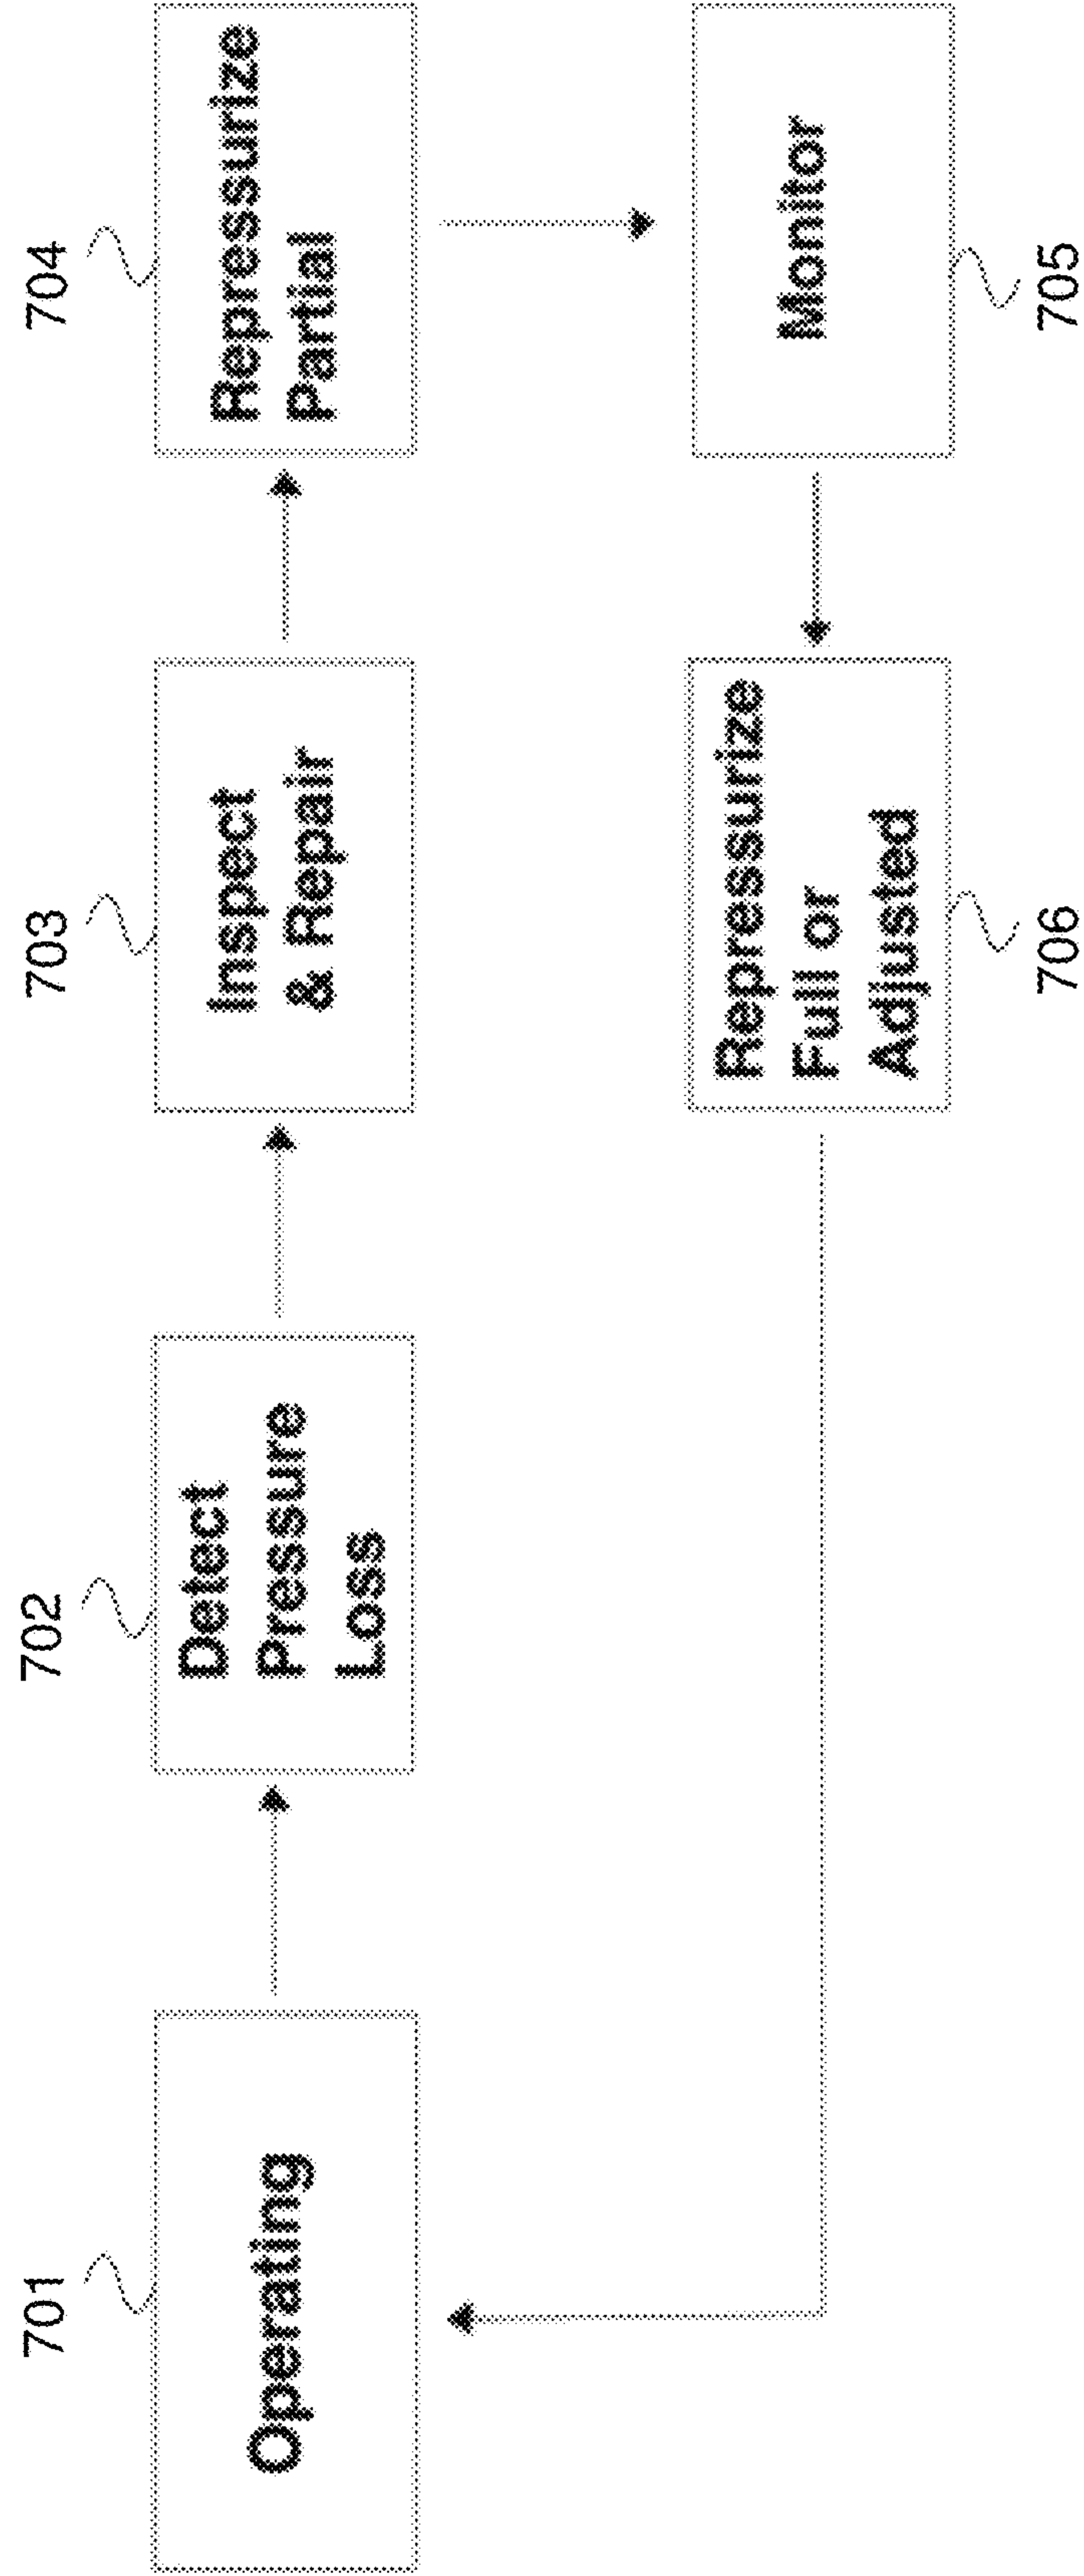 701
Operating
702
Detect
Pressure
Loss
703
Inspect
& Repair
704
Repressurize
Partial
Monitor
705
Repressurize
Full or
Adjusted
706